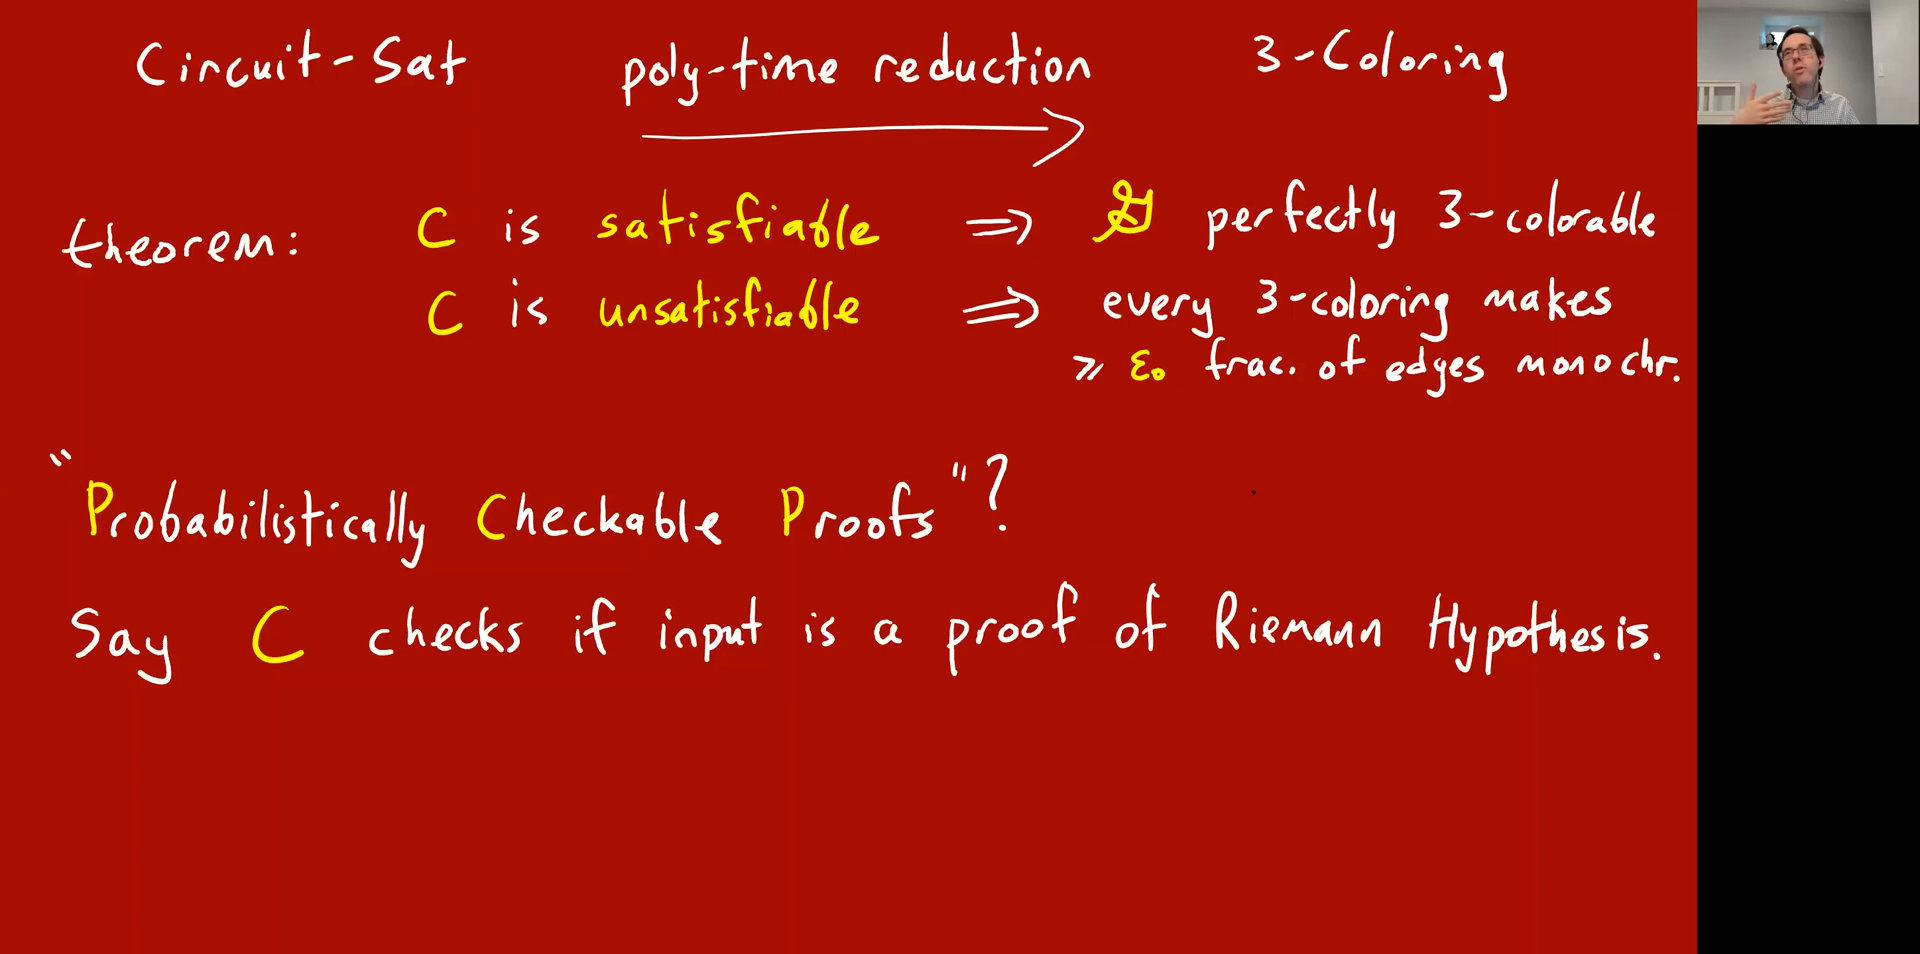 Circuit-Sat poly-time reduction 3-Coloring
theorem: C is satisfiable ⇒ G perfectly 3-colorable
C is unsatisfiable ⇒ every 3-coloring makes
≥ ε₀ frac. of edges monochr.
"Probabilistically Checkable Proofs"?
Say C checks if input is a proof of Riemann Hypothesis.